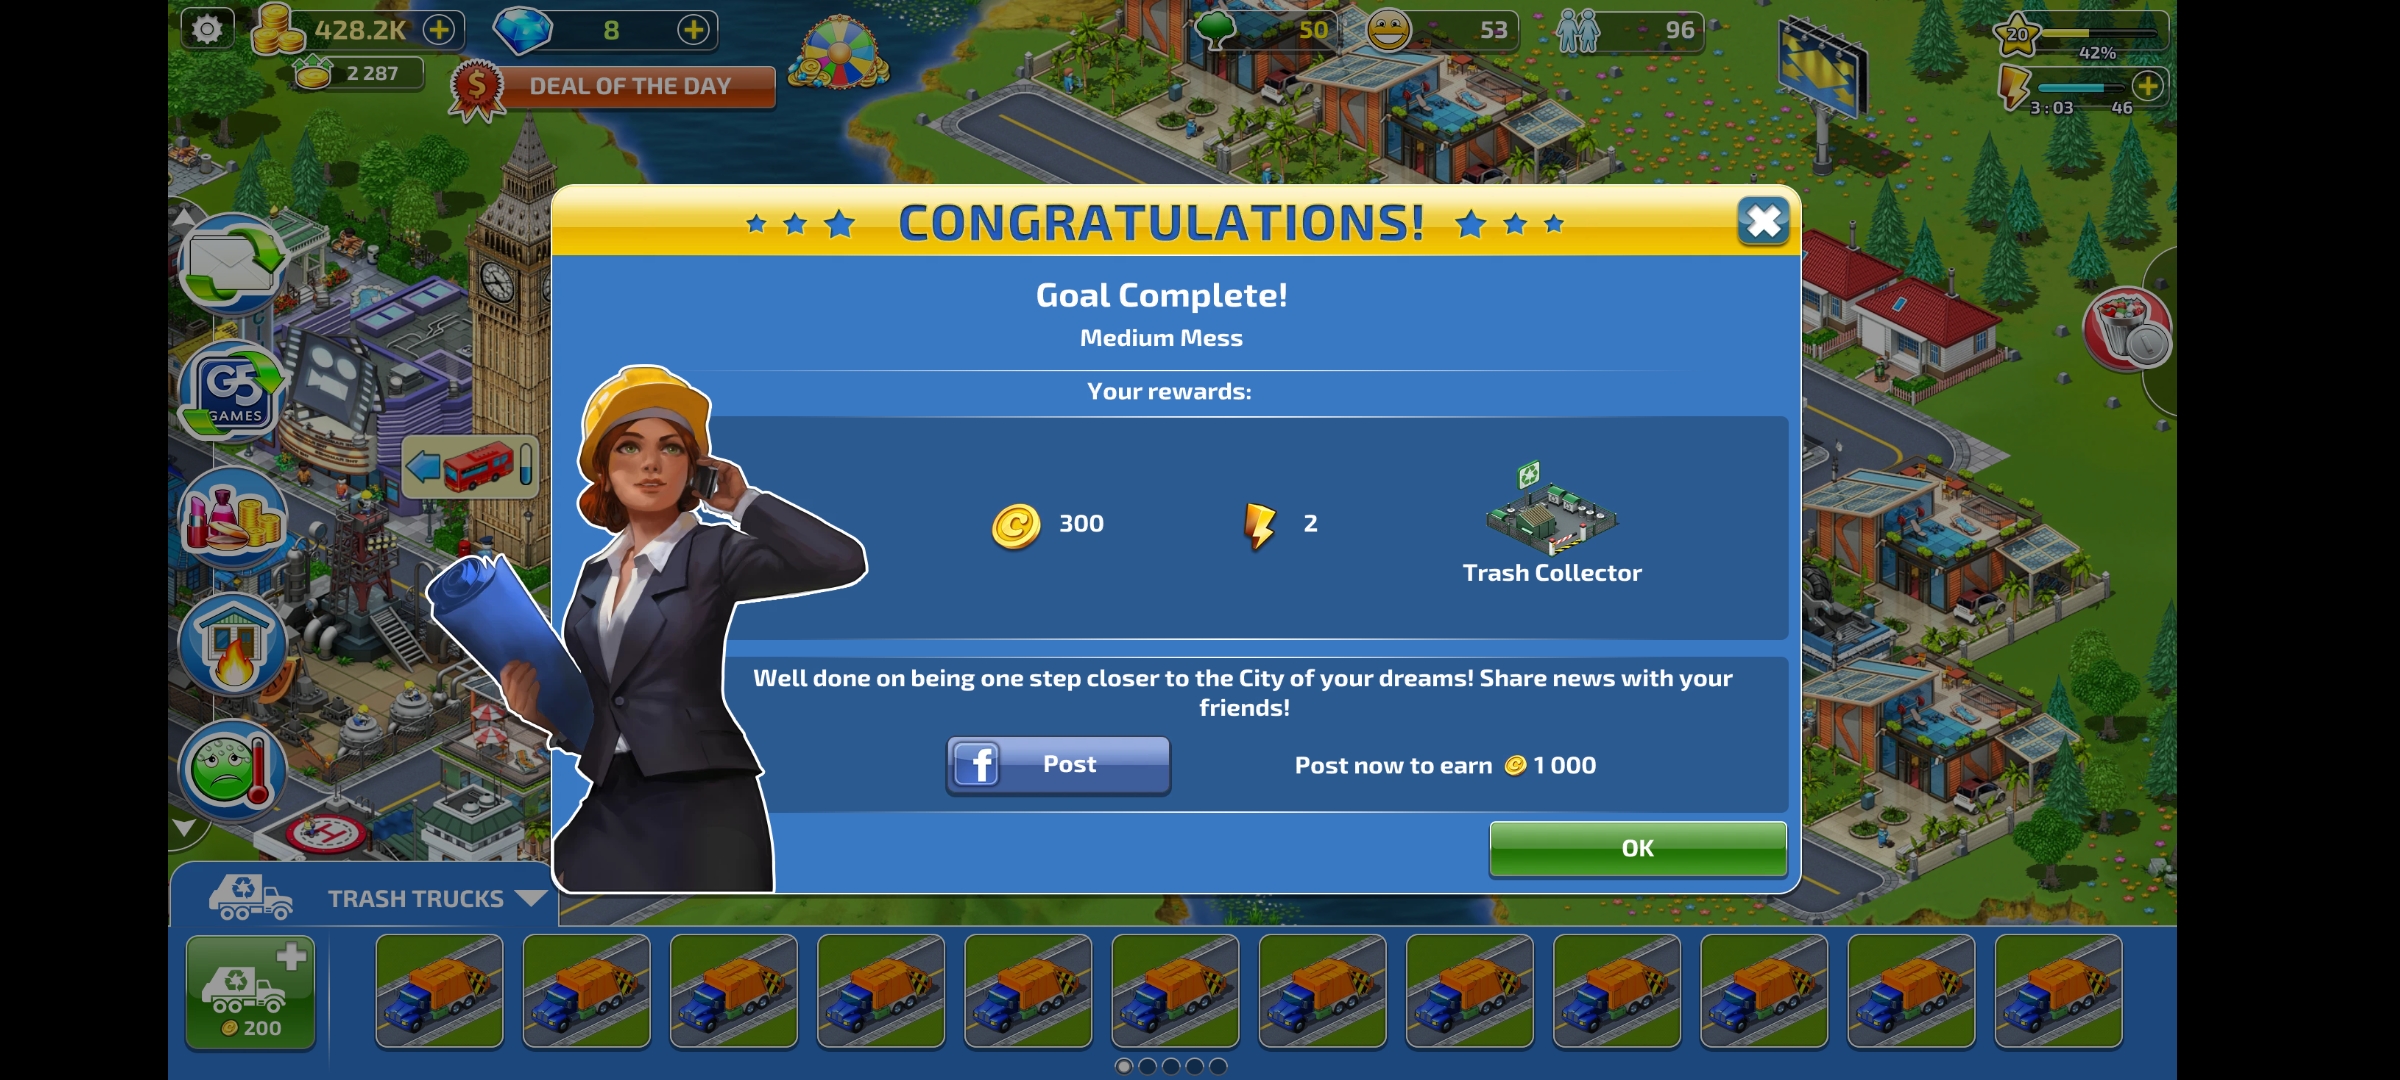 428.2K
8
50
53
96
20
42%
2 287
DEAL OF THE DAY
3:03
46
CONGRATULATIONS!
Goal Complete!
Medium Mess
Your rewards:
G5
GAMES
300
2
Trash Collector
Well done on being one step closer to the City of your dreams! Share news with your
friends!
f
Post
Post now to earn
1 000
OK
TRASH TRUCKS
200